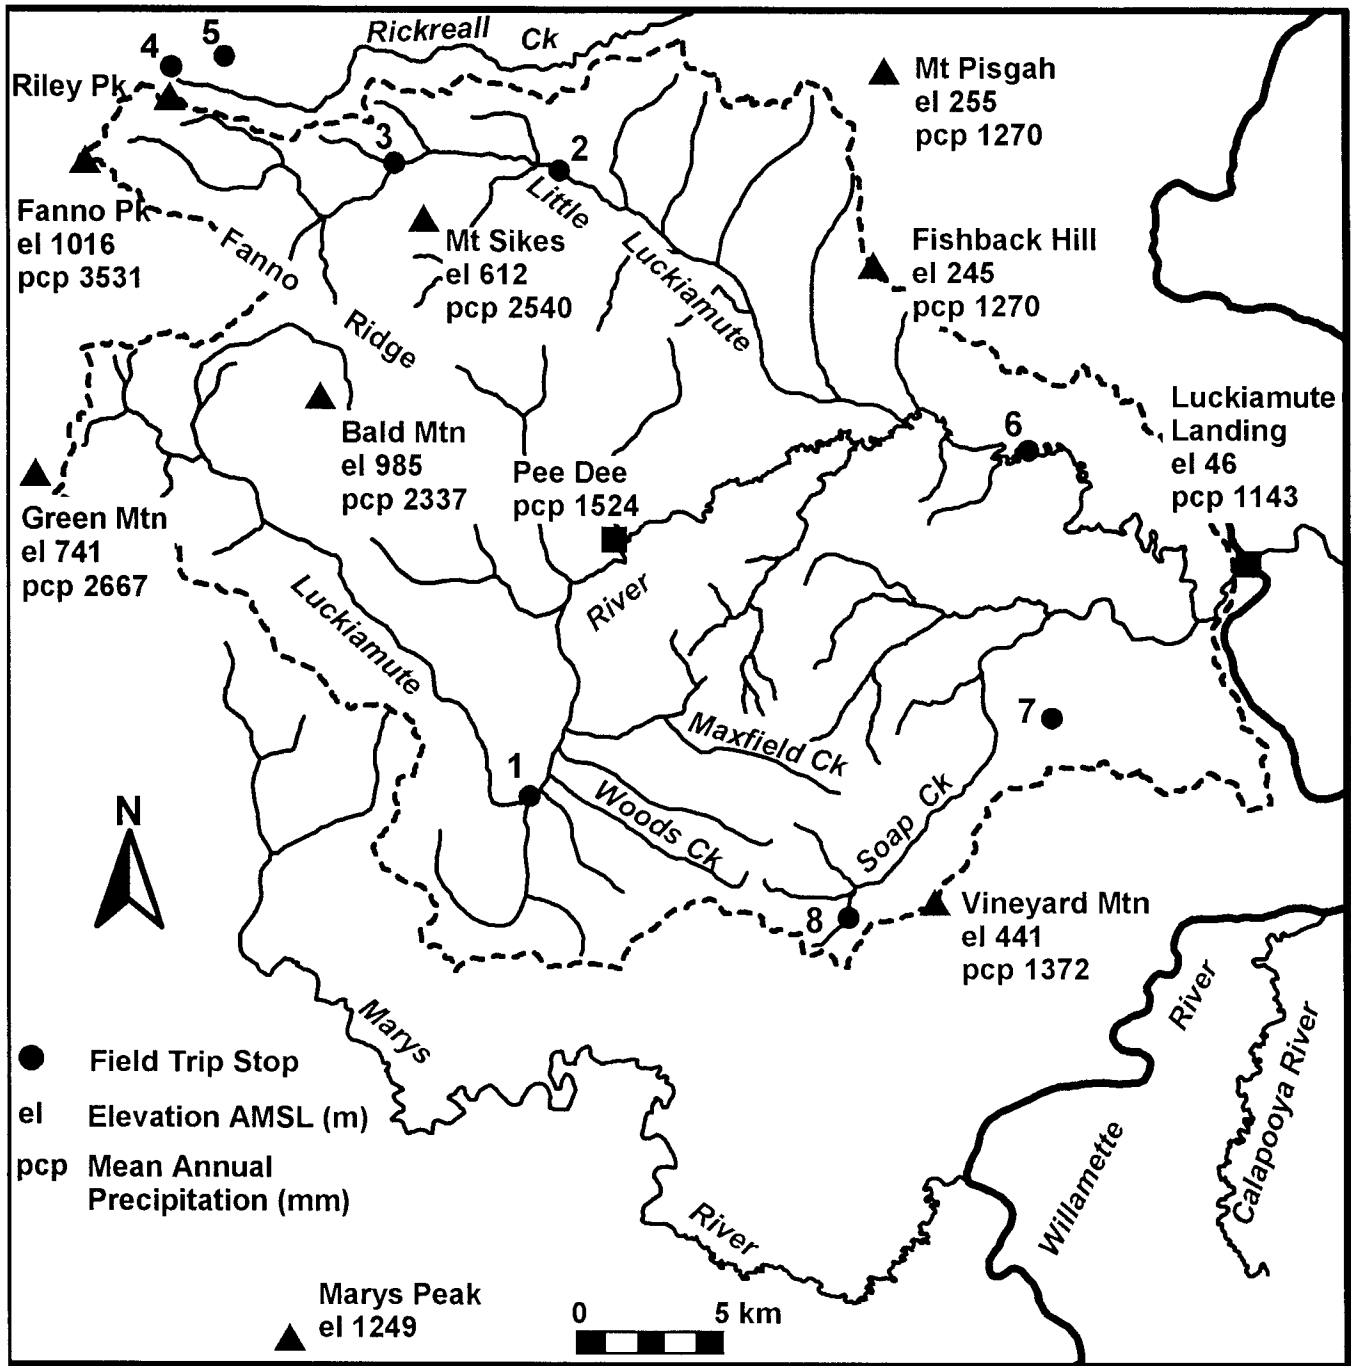 Rickreall Ck
5
4
Riley Pk
Mt Pisgah
el 255
pcp 1270
3
2
Little
Luckiamute
Fanno Pk
el 1016
pcp 3531
Fanno
Ridge
Mt Sikes
el 612
pcp 2540
Fishback Hill
el 245
pcp 1270
Bald Mtn
el 985
pcp 2337
Pee Dee
pcp 1524
6
Luckiamute
Landing
el 46
pcp 1143
Green Mtn
el 741
pcp 2667
Luckiamute
River
1
Maxfield Ck
7
Woods Ck
Soap Ck
N
8
Vineyard Mtn
el 441
pcp 1372
Marys
River
Willamette
River
Calapooya River
Field Trip Stop
el Elevation AMSL (m)
pcp Mean Annual
Precipitation (mm)
Marys Peak
el 1249
0 5 km